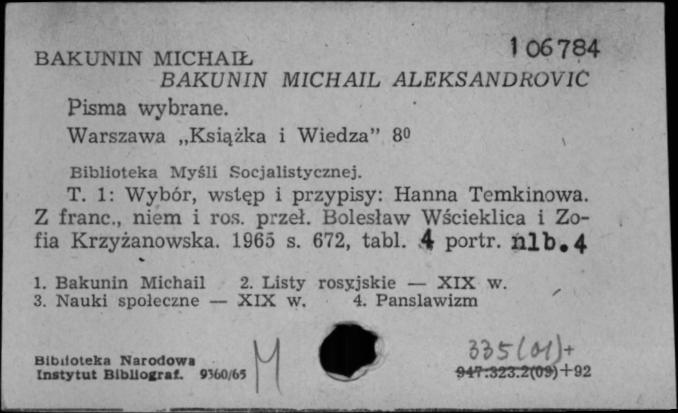 106784
BAKUNIN MICHAIŁ
BAKUNIN MICHAIL ALEKSANDROVIČ
Pisma wybrane.
Warszawa „Książka i Wiedza” 8⁰
Biblioteka Myśli Socjalistycznej.
T. 1: Wybór, wstęp i przypisy: Hanna Temkinowa.
Z franc., niem i ros. przeł. Bolesław Wścieklica i Zo-
fia Krzyżanowska. 1965 s. 672, tabl. 4 portr. nlb. 4
1. Bakunin Michail 2. Listy rosyjskie — XIX w.
3. Nauki społeczne — XIX w. 4. Panslawizm
335(01)+
Biblioteka Narodowa M
Instytut Bibliograf. 9360/65 947:323.2(09)+92